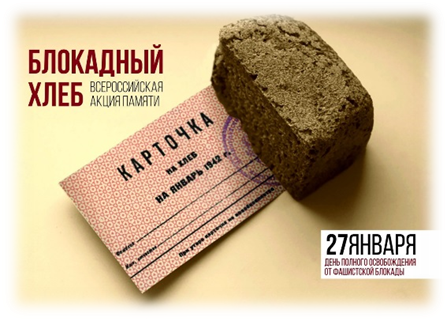 БЛОКАДНЫЙ
ХЛЕБ ВСЕРОССИЙСКАЯ
АКЦИЯ ПАМЯТИ
КАРТОЧКА
НА ХЛЕБ
НА ЯНВАРЬ 1942 г.
27ЯНВАРЯ
ДЕНЬ ПОЛНОГО ОСВОБОЖДЕНИЯ
ОТ ФАШИСТСКОЙ БЛОКАДЫ